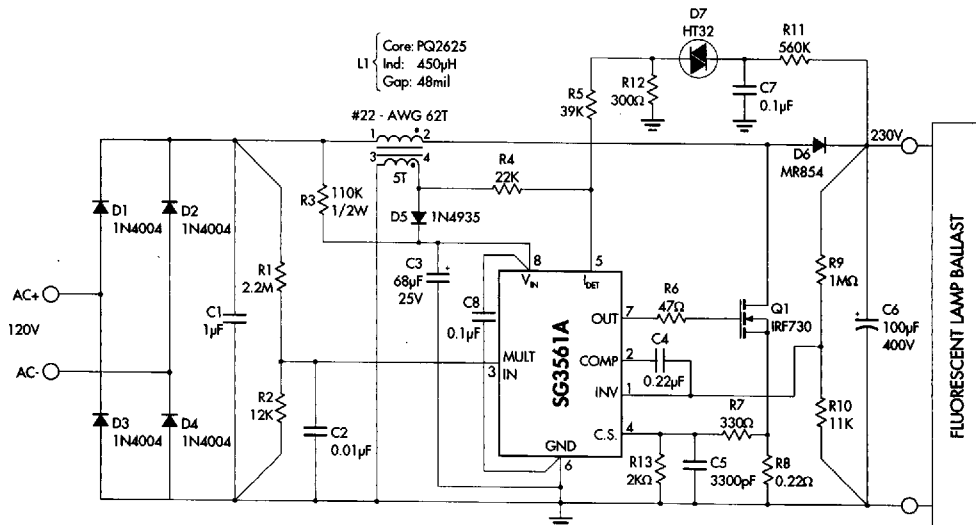 D7
HT32
R11
560K
Core: PQ2625
L1 { Ind: 450µH
Gap: 48mil
R12
300Ω
C7
0.1µF
R5
39K
#22 - AWG 62T
1 2
3 4
5T
230V
D6
MR854
R4
22K
R3
110K
1/2W
D5
1N4935
D1
1N4004
D2
1N4004
R1
2.2M
C3
68µF
25V
8
VIN
5
IDET
R9
1MΩ
AC+
120V
AC-
C1
1µF
C8
0.1µF
OUT
7
R6
47Ω
Q1
IRF730
C6
100µF
400V
MULT
IN
3
SG3561A
COMP
2
C4
0.22µF
INV
1
R2
12K
R7
330Ω
R10
11K
D3
1N4004
D4
1N4004
C2
0.01µF
C.S.
4
GND
6
R13
2KΩ
C5
3300pF
R8
0.22Ω
FLUORESCENT LAMP BALLAST